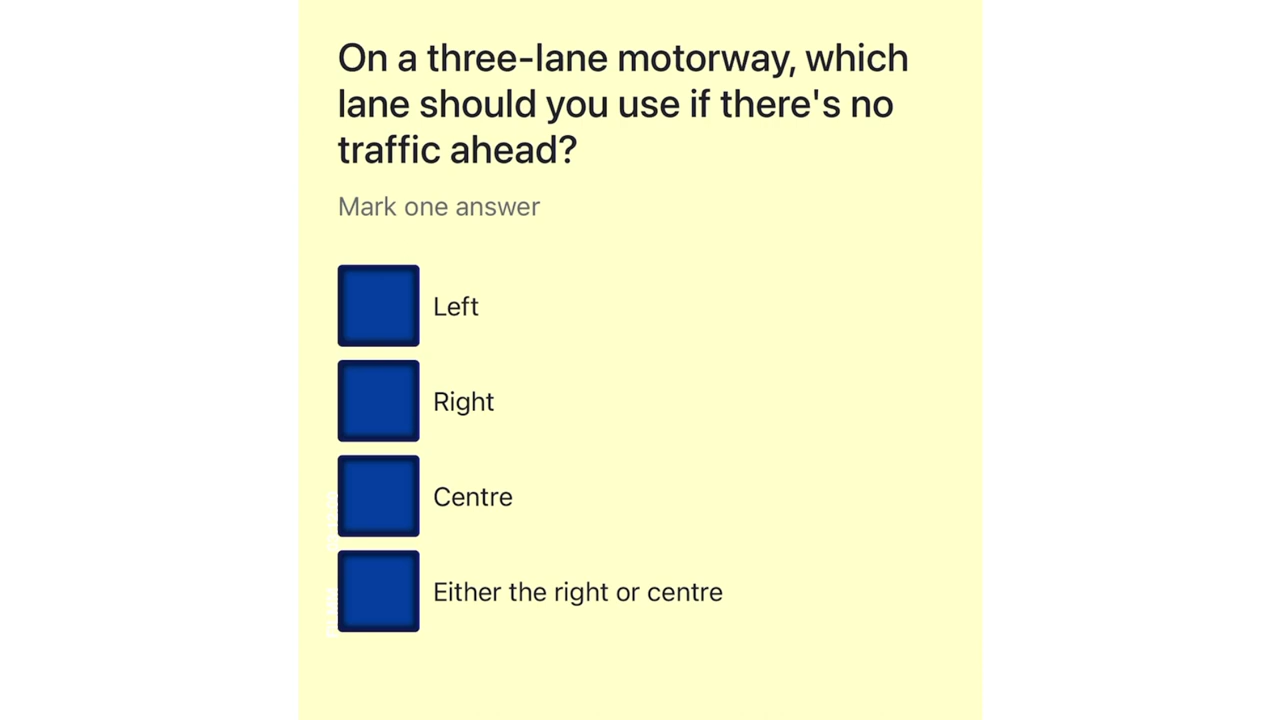 On a three-lane motorway, which
lane should you use if there's no
traffic ahead?
Mark one answer
Left
Right
Centre
Either the right or centre